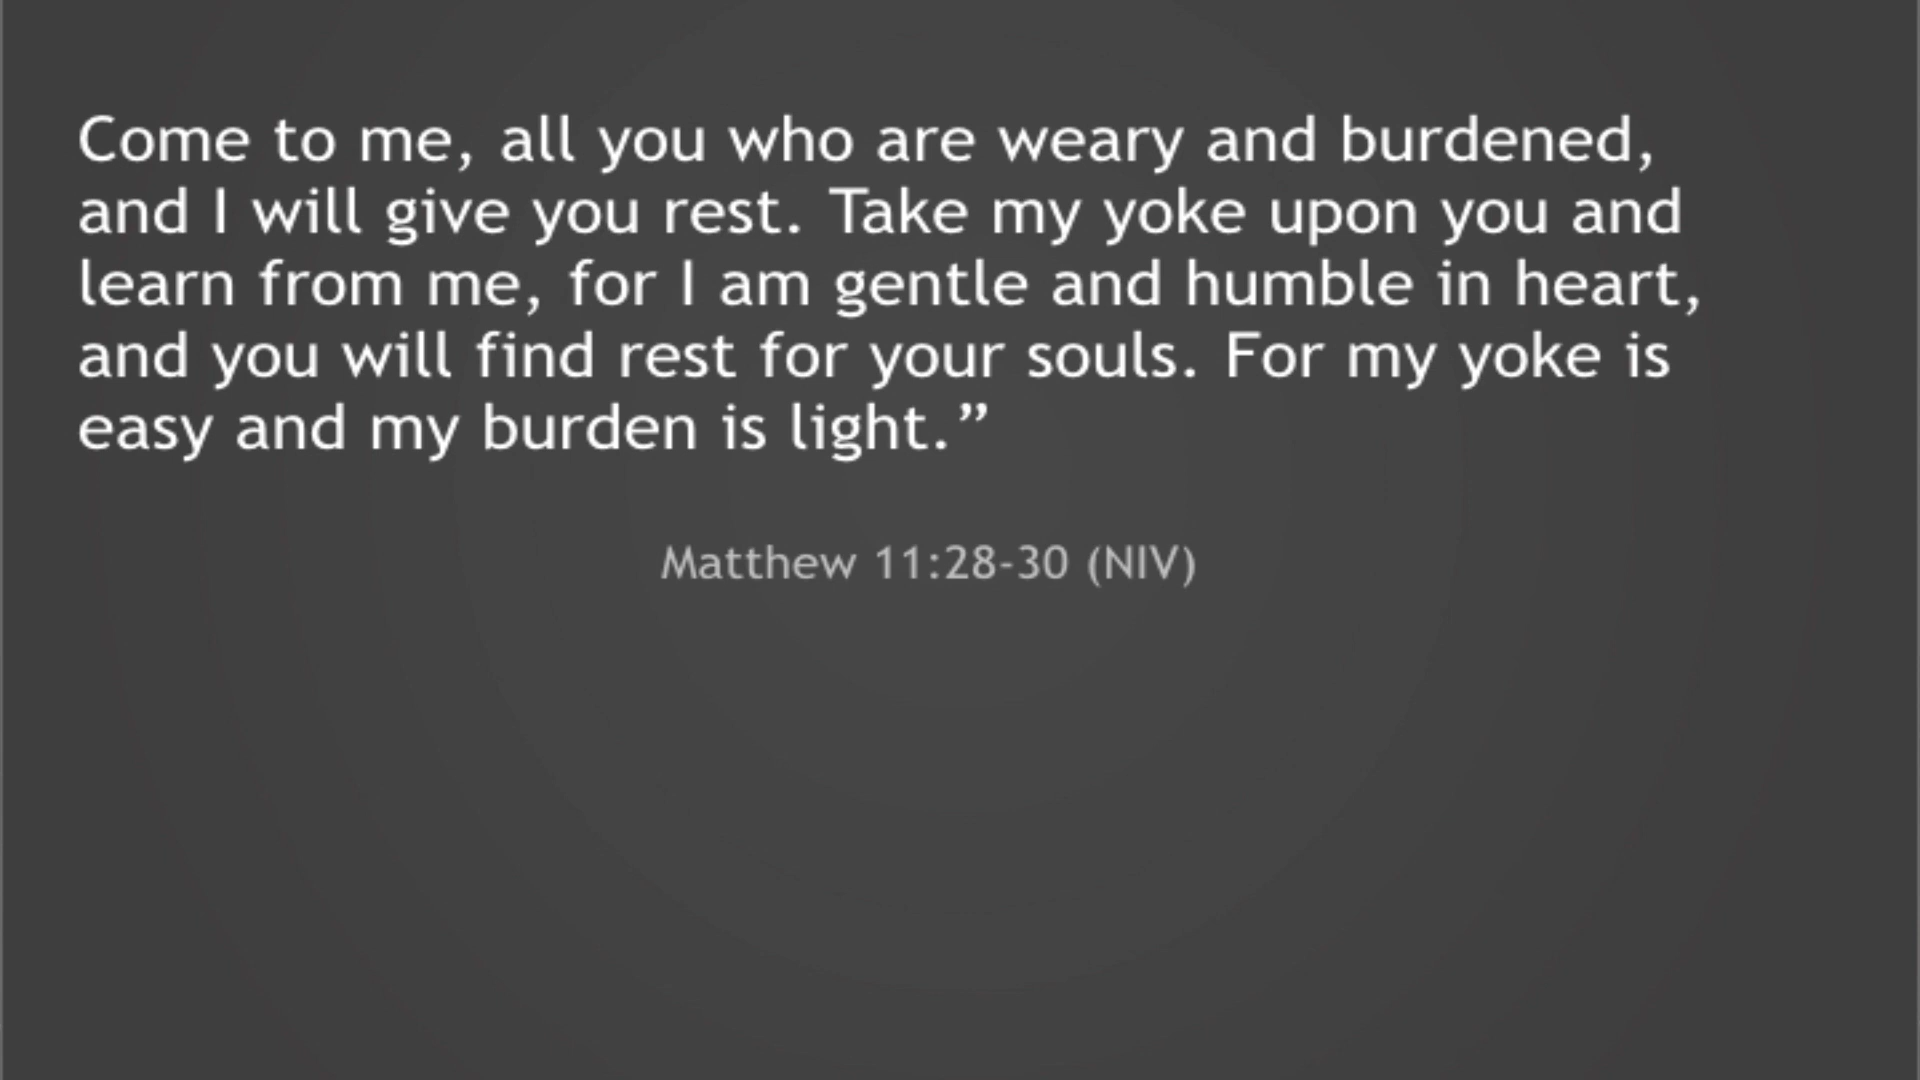 Come to me, all you who are weary and burdened,
and I will give you rest. Take my yoke upon you and
learn from me, for I am gentle and humble in heart,
and you will find rest for your souls. For my yoke is
easy and my burden is light.”
Matthew 11:28-30 (NIV)